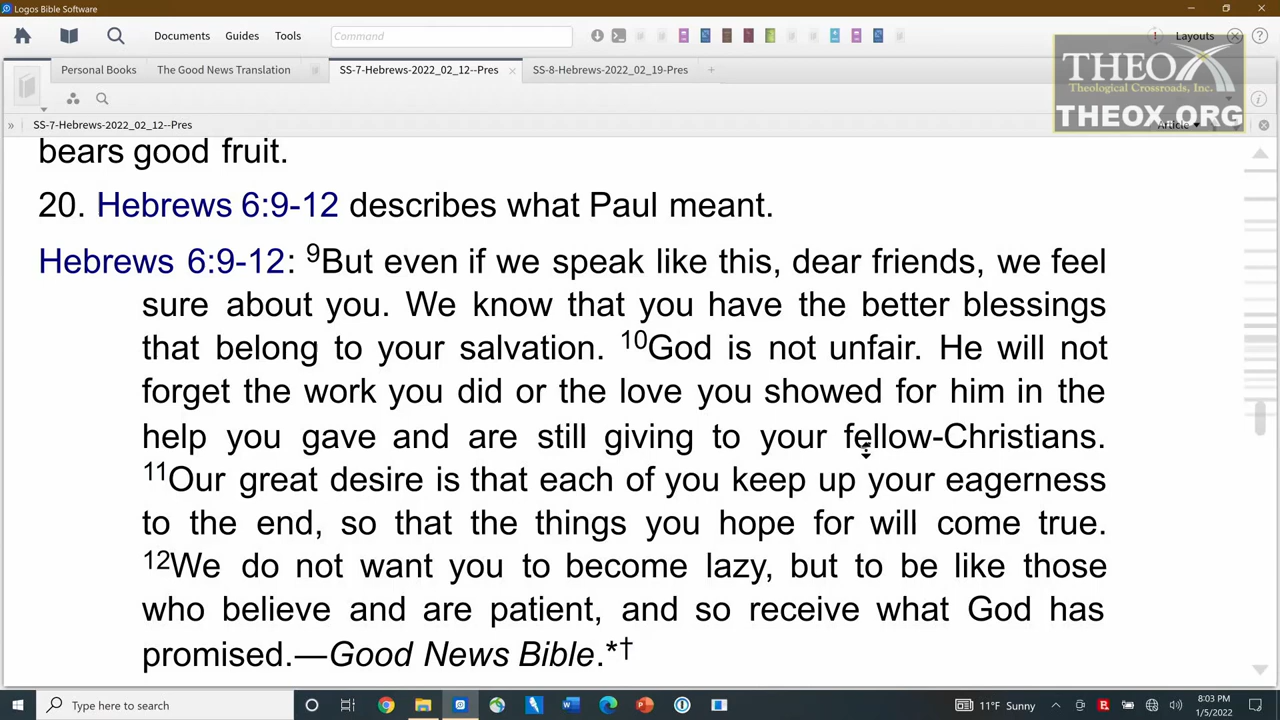 Logos Bible Software
Documents Guides Tools Command Layouts
Personal Books The Good News Translation SS-7-Hebrews-2022_02_12--Pres SS-8-Hebrews-2022_02_19-Pres
THEOX
Theological Crossroads, Inc.
THEOX.ORG
SS-7-Hebrews-2022_02_12--Pres Article
bears good fruit.
20. Hebrews 6:9-12 describes what Paul meant.
Hebrews 6:9-12: ⁹But even if we speak like this, dear friends, we feel
sure about you. We know that you have the better blessings
that belong to your salvation. ¹⁰God is not unfair. He will not
forget the work you did or the love you showed for him in the
help you gave and are still giving to your fellow-Christians.
¹¹Our great desire is that each of you keep up your eagerness
to the end, so that the things you hope for will come true.
¹²We do not want you to become lazy, but to be like those
who believe and are patient, and so receive what God has
promised.—Good News Bible.*†
Type here to search 11°F Sunny 8:03 PM
1/5/2022